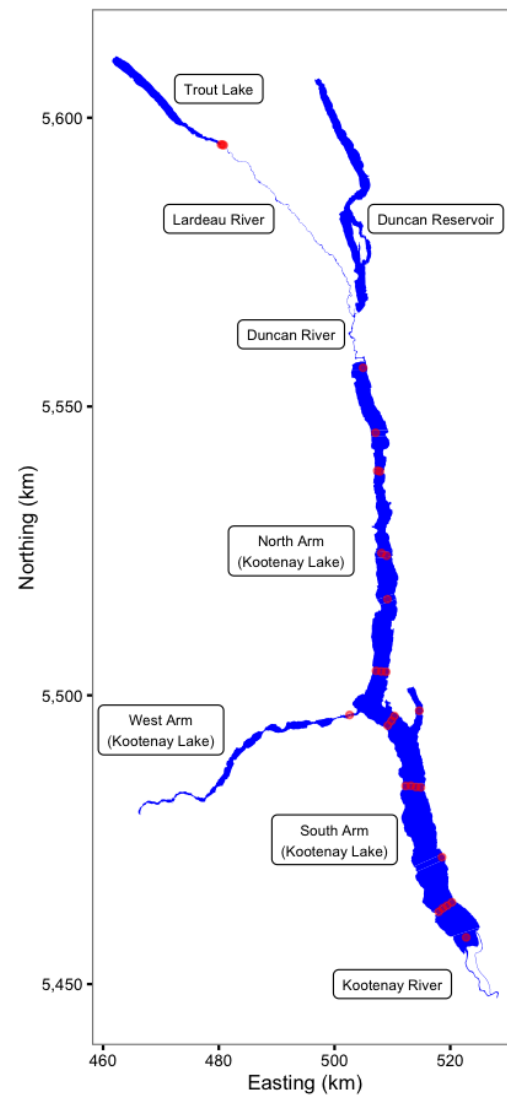 Trout Lake
5,600
Lardeau River
Duncan Reservoir
Duncan River
5,550
Northing (km)
North Arm
(Kootenay Lake)
5,500
West Arm
(Kootenay Lake)
South Arm
(Kootenay Lake)
Kootenay River
5,450
460
480
500
520
Easting (km)